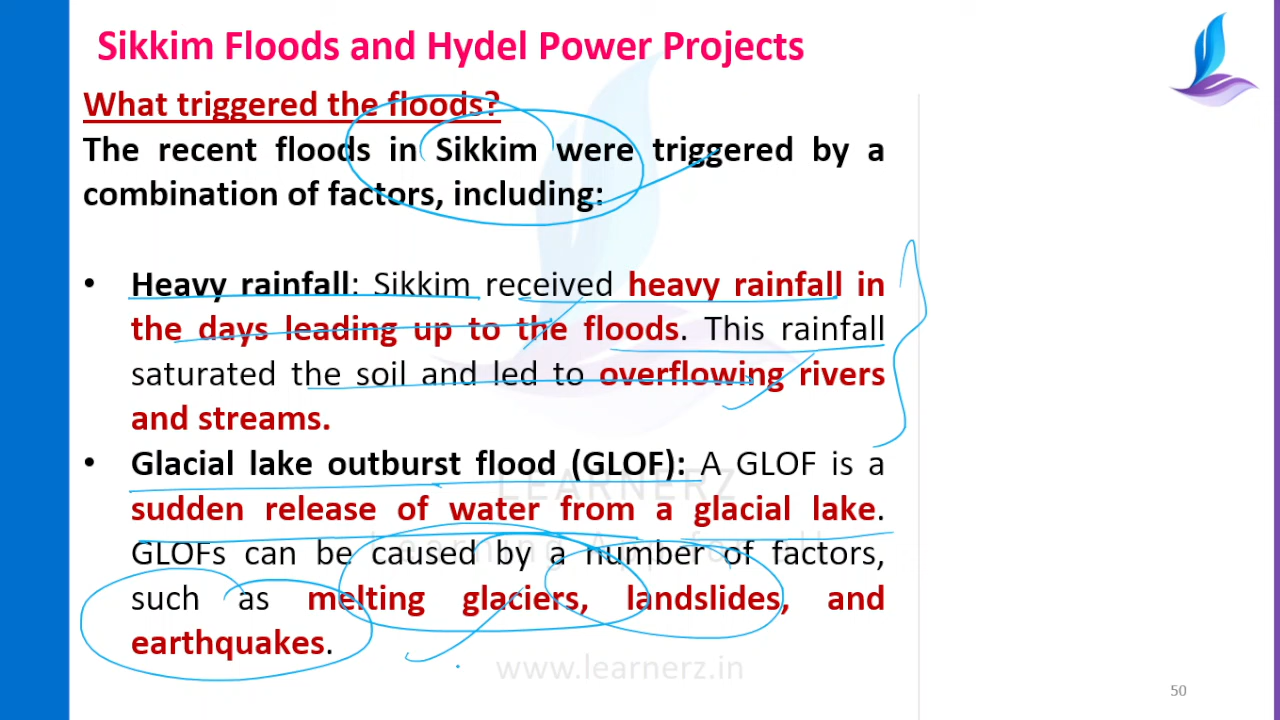 Sikkim Floods and Hydel Power Projects
What triggered the floods?
The recent floods in Sikkim were triggered by a
combination of factors, including:
• Heavy rainfall: Sikkim received heavy rainfall in
the days leading up to the floods. This rainfall
saturated the soil and led to overflowing rivers
and streams.
• Glacial lake outburst flood (GLOF): A GLOF is a
LEARNERZ
sudden release of water from a glacial lake.
GLOFs can be caused by a number of factors,
such as melting glaciers, landslides, and
earthquakes.
www.learnerz.in
50